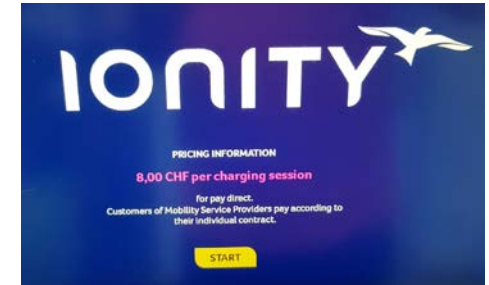 IONITY
PRICING INFORMATION
8,00 CHF per charging session
for pay direct.
Customers of Mobility Service Providers pay according to
their individual contract.
START